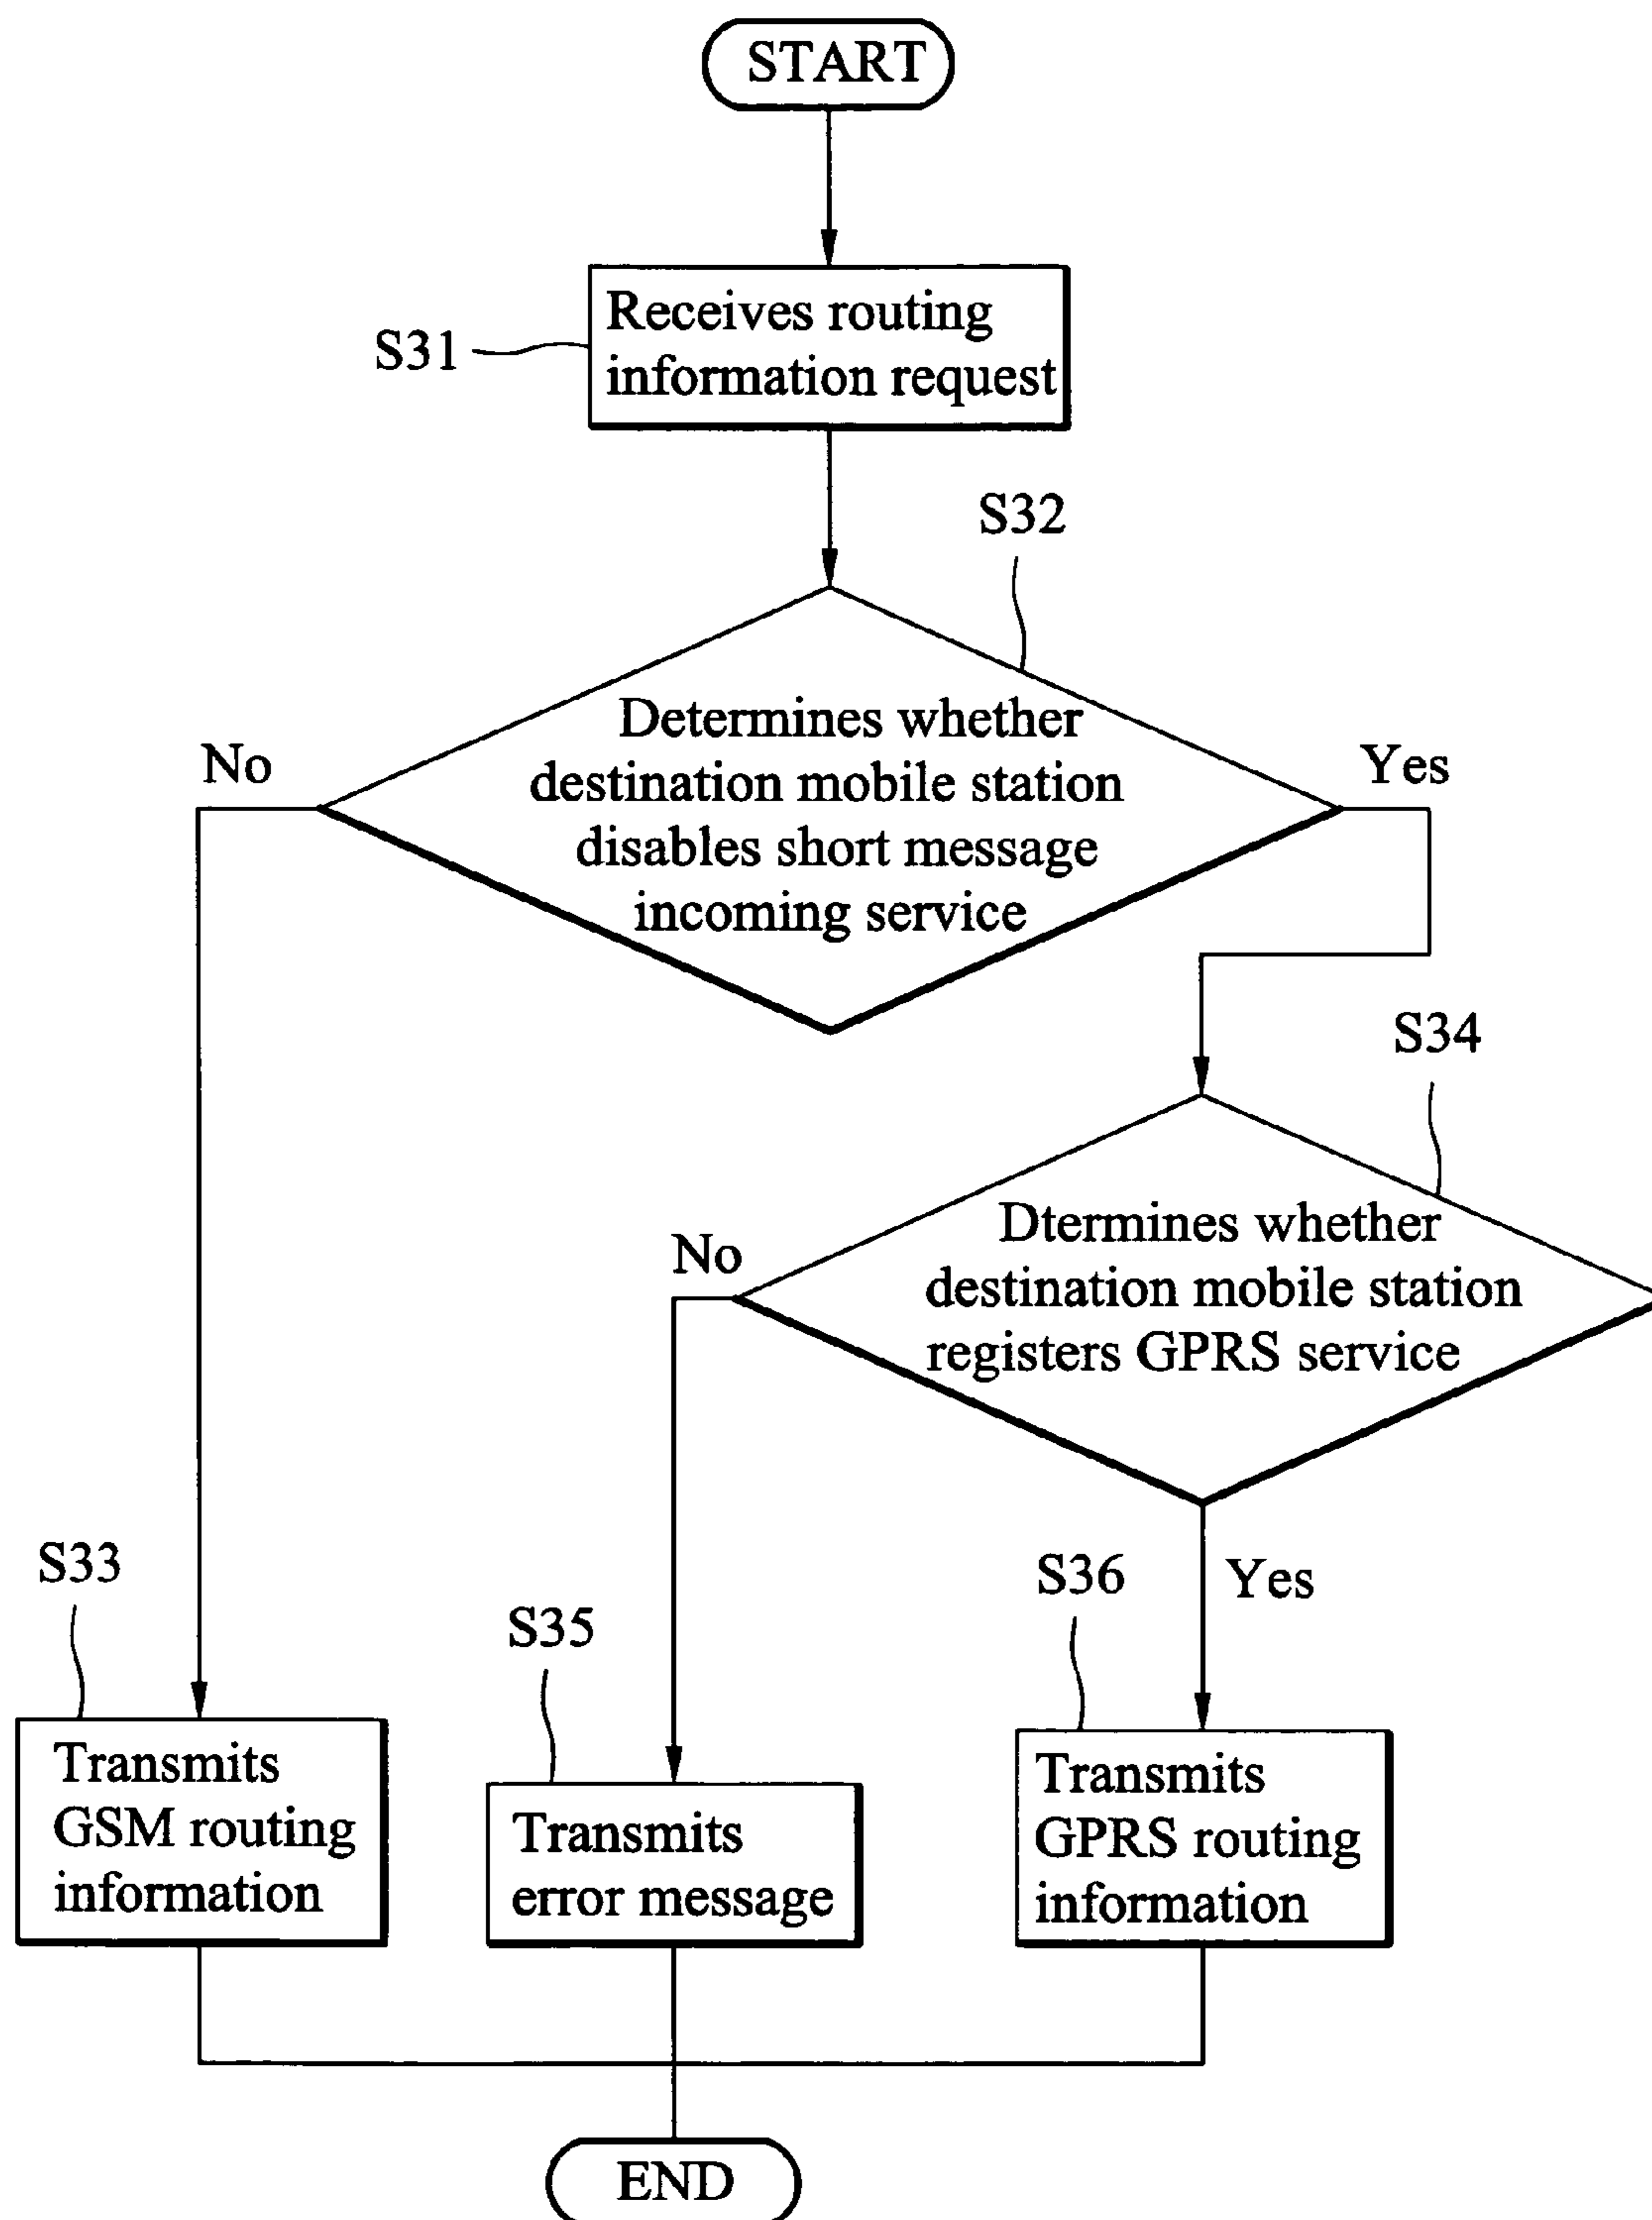 START
Receives routing
information request
S31
S32
Determines whether
destination mobile station
disables short message
incoming service
No
Yes
S34
Dtermines whether
destination mobile station
registers GPRS service
No
Yes
S33
Transmits
GSM routing
information
S35
Transmits
error message
S36
Transmits
GPRS routing
information
END